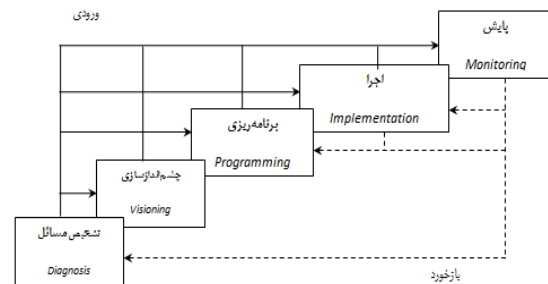 ورودی
پایش
Monitoring
اجرا
Implementation
برنامه‌ریزی
Programming
چشم‌اندازسازی
Visioning
تشخیص مسائل
Diagnosis
بازخورد